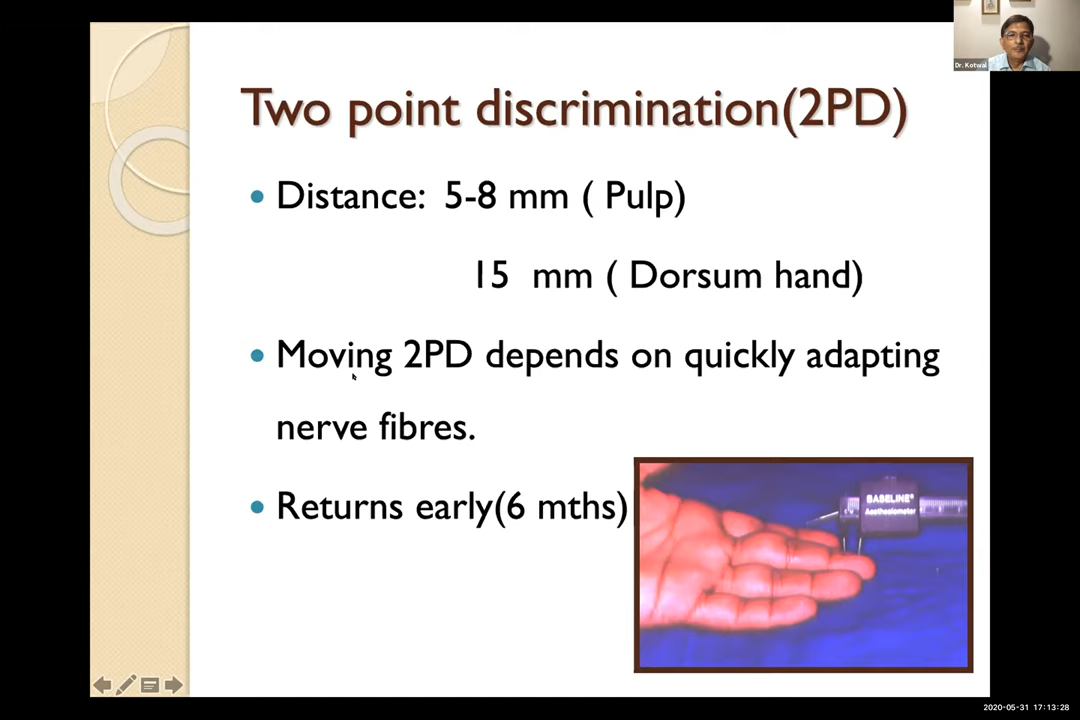 Dr. Kotwal
Two point discrimination(2PD)
Distance: 5-8 mm ( Pulp)
15 mm ( Dorsum hand)
Moving 2PD depends on quickly adapting
nerve fibres.
Returns early(6 mths)
BASELINE®
Aesthesiometer
2020-05-31 17:13:28